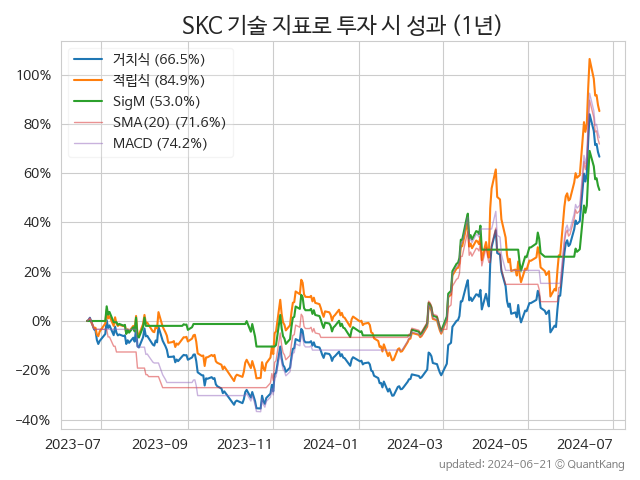 SKC 기술 지표로 투자 시 성과 (1년)
거치식 (66.5%)
적립식 (84.9%)
SigM (53.0%)
SMA(20) (71.6%)
MACD (74.2%)
100%
80%
60%
40%
20%
0%
−20%
−40%
2023-07 2023-09 2023-11 2024-01 2024-03 2024-05 2024-07
updated: 2024-06-21 © QuantKang